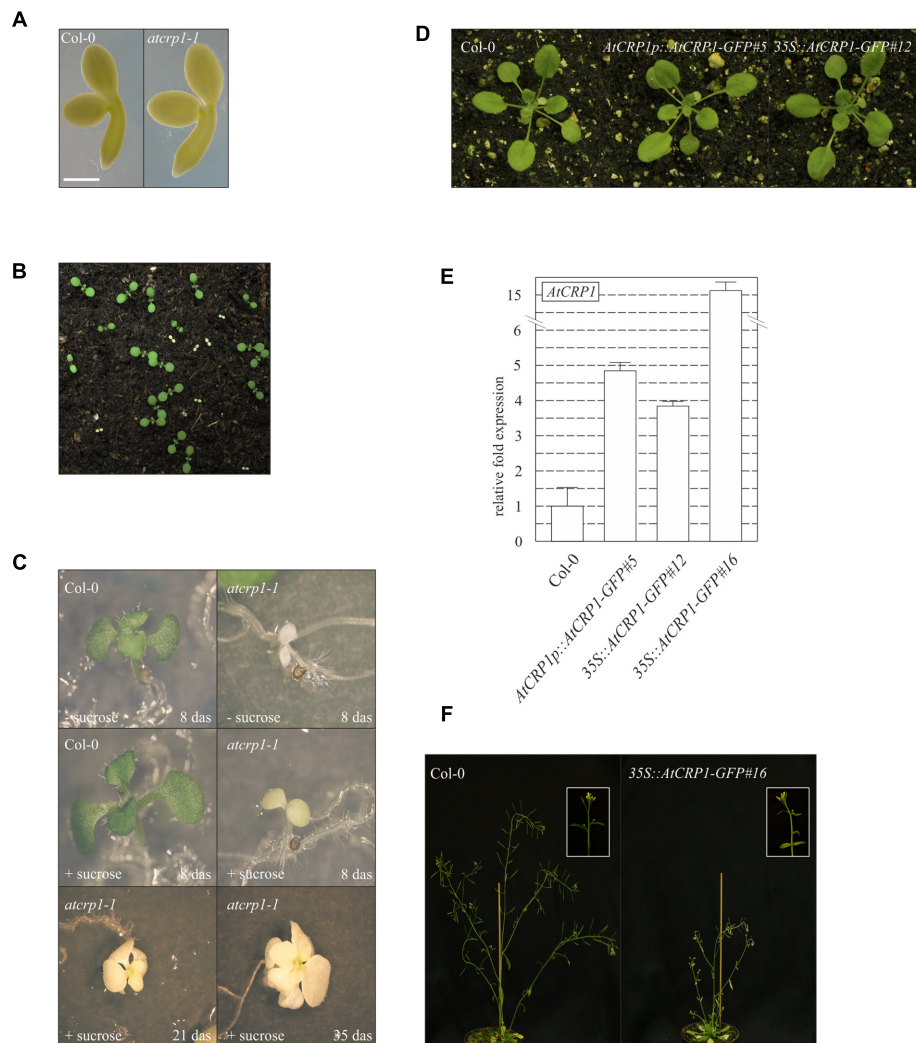 A
Col-0
atcrp1-1
B
C
Col-0
- sucrose
8 das
atcrp1-1
- sucrose
8 das
Col-0
+ sucrose
8 das
atcrp1-1
+ sucrose
8 das
atcrp1-1
+ sucrose
21 das
atcrp1-1
+ sucrose
35 das
D
Col-0
AtCRP1p::AtCRP1-GFP#5
35S::AtCRP1-GFP#12
E
AtCRP1
relative fold expression
15
6
5
4
3
2
1
0
Col-0
AtCRP1p::AtCRP1-GFP#5
35S::AtCRP1-GFP#12
35S::AtCRP1-GFP#16
F
Col-0
35S::AtCRP1-GFP#16